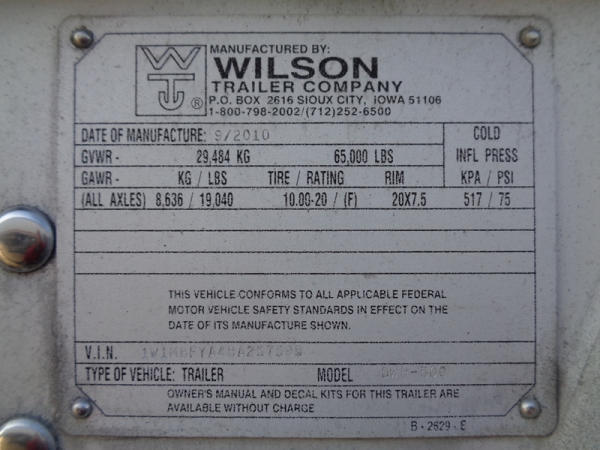 MANUFACTURED BY:
WILSON
TRAILER COMPANY
P.O. BOX 2616 SIOUX CITY, IOWA 51106
1-800-798-2002/(712)252-6500
WT ®
DATE OF MANUFACTURE: 9/2010
COLD
GVWR - 29,484 KG 65,000 LBS INFL PRESS
GAWR - KG / LBS TIRE / RATING RIM KPA / PSI
(ALL AXLES) 8,636 / 19,040 10.00-20 / (F) 20X7.5 517 / 75
THIS VEHICLE CONFORMS TO ALL APPLICABLE FEDERAL
MOTOR VEHICLE SAFETY STANDARDS IN EFFECT ON THE
DATE OF ITS MANUFACTURE SHOWN.
V.I.N.
TYPE OF VEHICLE: TRAILER MODEL
OWNER'S MANUAL AND DECAL KITS FOR THIS TRAILER ARE
AVAILABLE WITHOUT CHARGE
B - 2629 - E